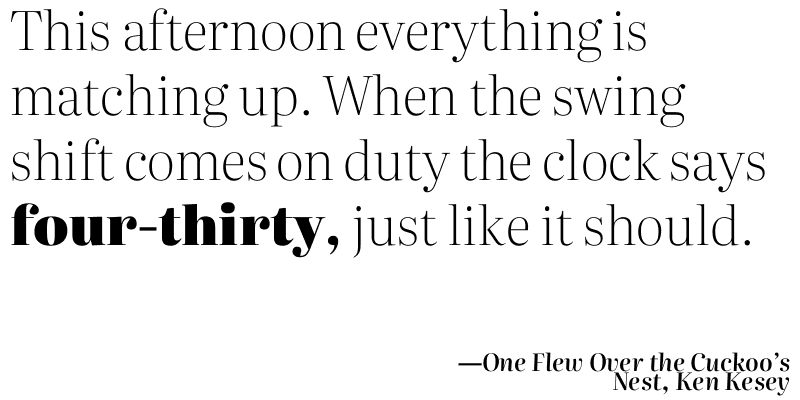 This afternoon everything is
matching up. When the swing
shift comes on duty the clock says
four-thirty, just like it should.
—One Flew Over the Cuckoo’s
Nest, Ken Kesey